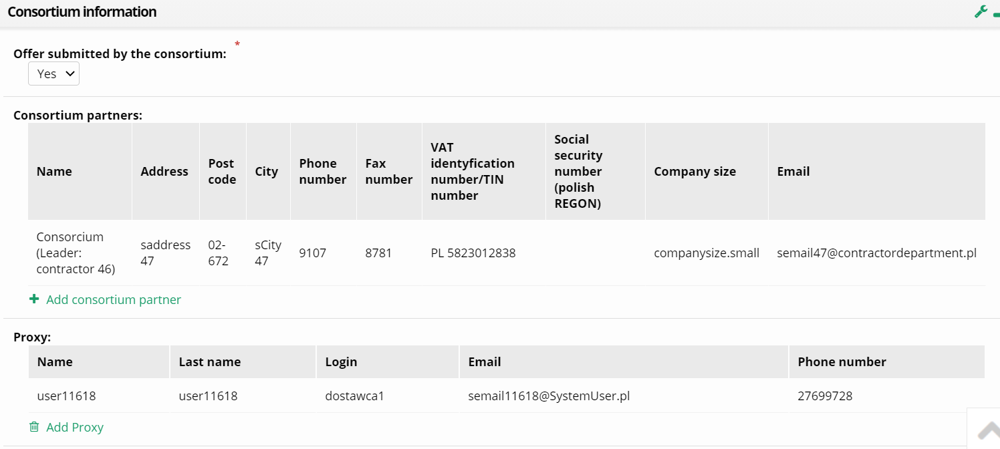 Consortium information
Offer submitted by the consortium: *
Yes
Consortium partners:
Name Address Post code City Phone number Fax number VAT identyfication number/TIN number Social security number (polish REGON) Company size Email
Consorcium (Leader: contractor 46) saddress 47 02-672 sCity 47 9107 8781 PL 5823012838 companysize.small semail47@contractordepartment.pl
Add consortium partner
Proxy:
Name Last name Login Email Phone number
user11618 user11618 dostawca1 semail11618@SystemUser.pl 27699728
Add Proxy